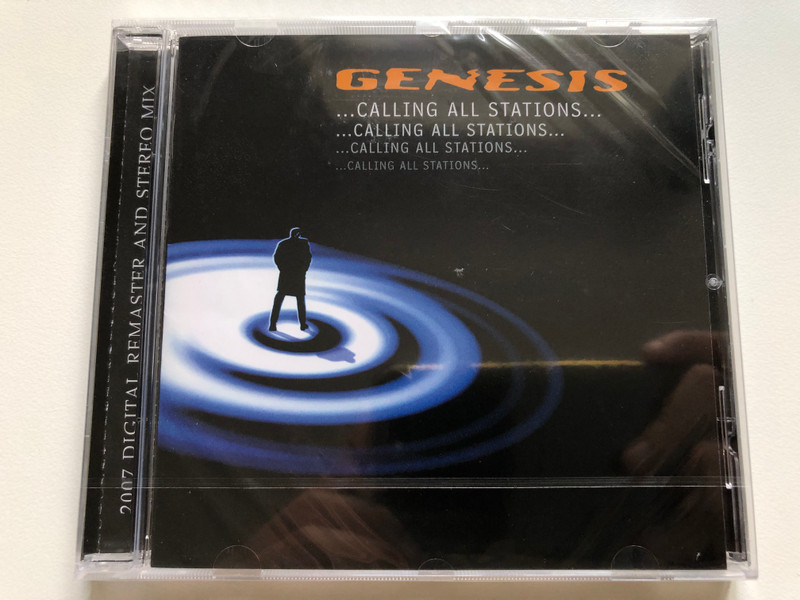 GENESIS
...CALLING ALL STATIONS...
...CALLING ALL STATIONS...
...CALLING ALL STATIONS...
...CALLING ALL STATIONS...
2007 DIGITAL REMASTER AND STEREO MIX